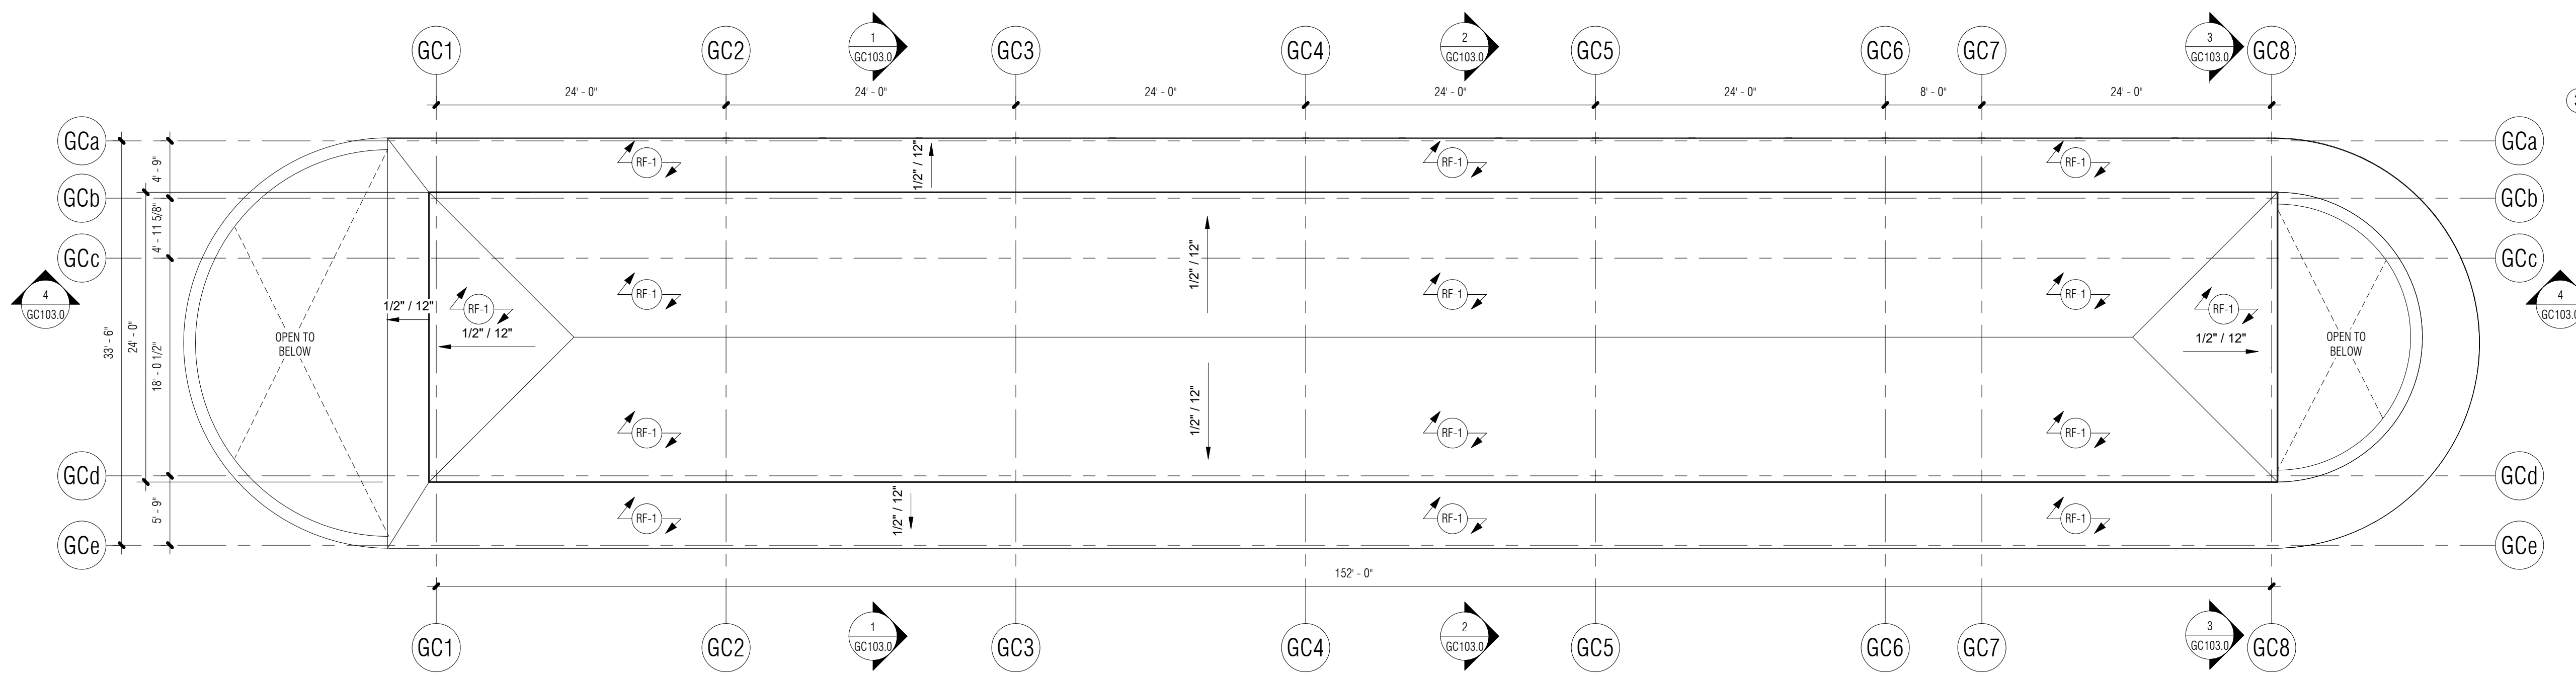 GC1
GC2
1
GC103.0
GC3
GC4
2
GC103.0
GC5
GC6
GC7
3
GC103.0
GC8
24' - 0"
24' - 0"
24' - 0"
24' - 0"
24' - 0"
8' - 0"
24' - 0"
GCa
GCa
4' - 9"
RF-1
1/2" / 12"
RF-1
RF-1
GCb
GCb
4' - 11 5/8"
GCc
GCc
1/2" / 12"
4
GC103.0
RF-1
RF-1
RF-1
4
1/2" / 12"
RF-1
RF-1
1/2" / 12"
1/2" / 12"
33' - 6"
24' - 0"
18' - 0 1/2"
OPEN TO
BELOW
OPEN TO
BELOW
1/2" / 12"
RF-1
RF-1
RF-1
GCd
GCd
5' - 9"
RF-1
1/2" / 12"
RF-1
RF-1
GCe
GCe
152' - 0"
GC1
GC2
1
GC103.0
GC3
GC4
2
GC103.0
GC5
GC6
GC7
3
GC103.0
GC8